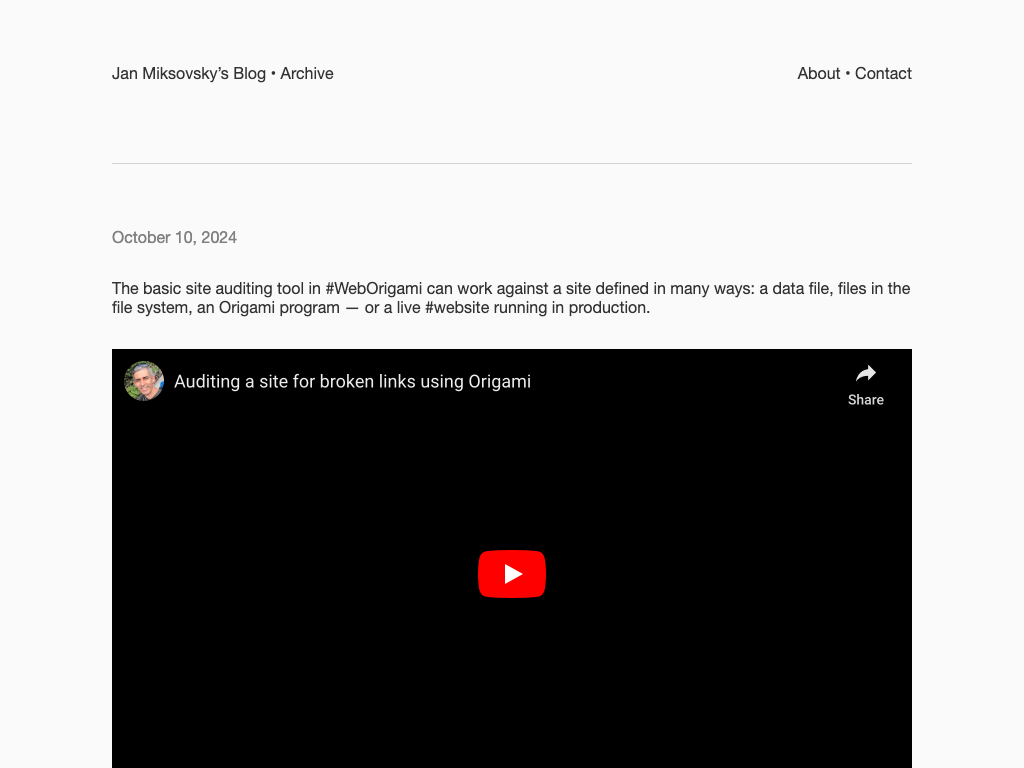 Jan Miksovsky’s Blog • Archive
About • Contact
October 10, 2024
The basic site auditing tool in #WebOrigami can work against a site defined in many ways: a data file, files in the
file system, an Origami program — or a live #website running in production.
Auditing a site for broken links using Origami
Share